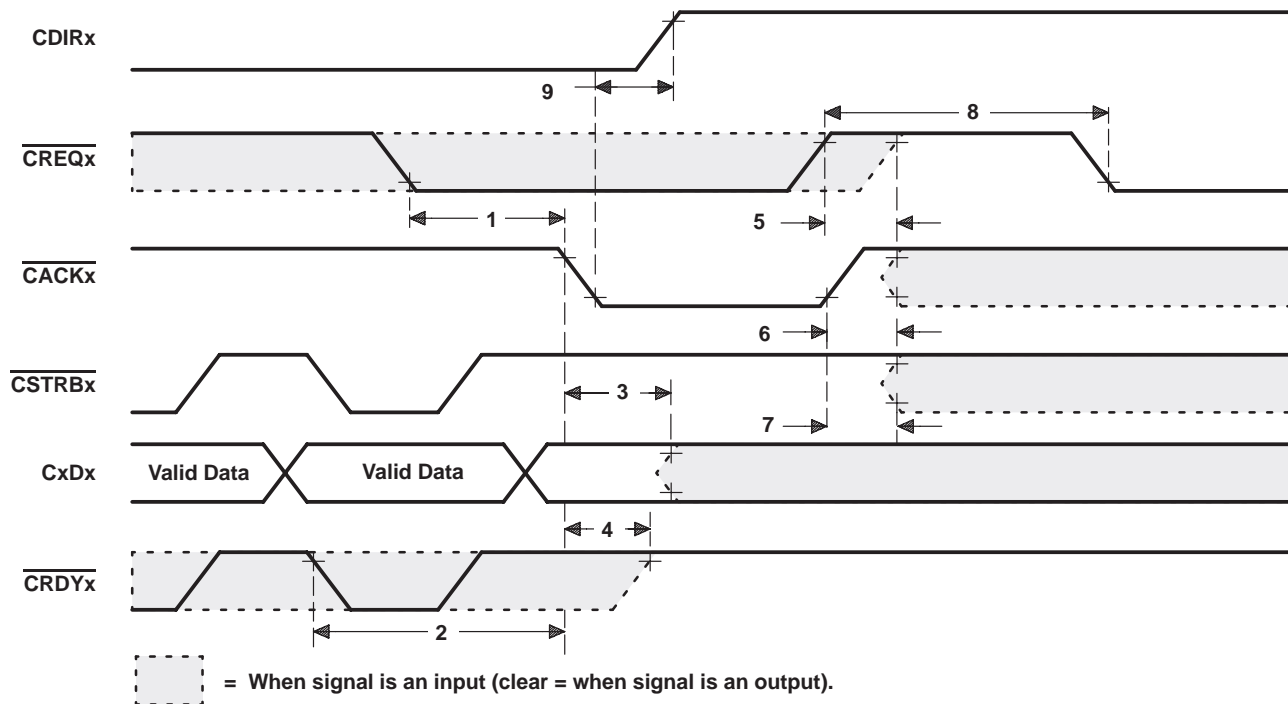 CDIRx
9
8
CREQx
1
5
CACKx
6
CSTRBx
3
7
CxDx
Valid Data
Valid Data
4
CRDYx
2
= When signal is an input (clear = when signal is an output).